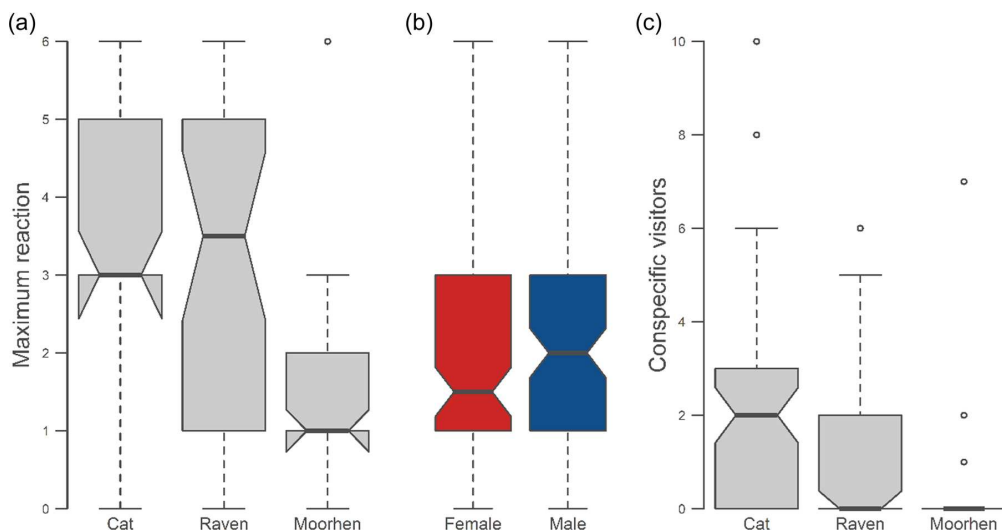 (a)
Maximum reaction
6
5
4
3
2
1
0
Cat Raven Moorhen
(b)
Female Male
(c)
Conspecific visitors
10
8
6
4
2
0
Cat Raven Moorhen